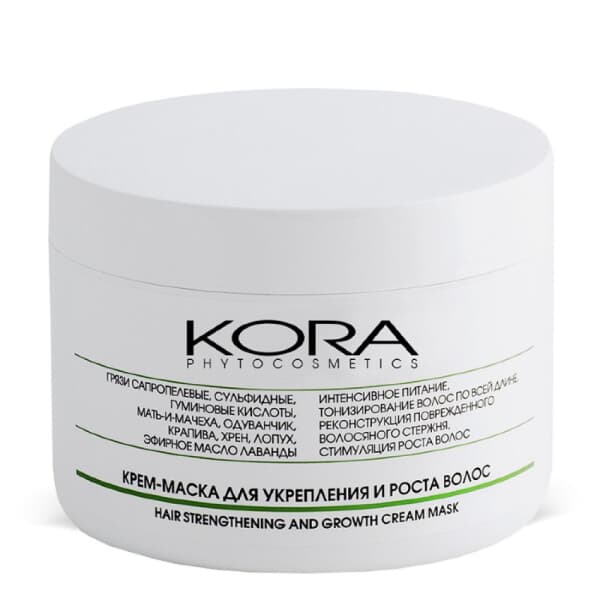 KORA
PHYTOCOSMETICS
ГРЯЗИ САПРОПЕЛЕВЫЕ, СУЛЬФИДНЫЕ,
ГУМИНОВЫЕ КИСЛОТЫ,
МАТЬ-И-МАЧЕХА, ОДУВАНЧИК,
КРАПИВА, ХРЕН, ЛОПУХ,
ЭФИРНОЕ МАСЛО ЛАВАНДЫ
ИНТЕНСИВНОЕ ПИТАНИЕ,
ТОНИЗИРОВАНИЕ ВОЛОС ПО ВСЕЙ ДЛИНЕ,
РЕКОНСТРУКЦИЯ ПОВРЕЖДЕННОГО
ВОЛОСЯНОГО СТЕРЖНЯ,
СТИМУЛЯЦИЯ РОСТА ВОЛОС
КРЕМ-МАСКА ДЛЯ УКРЕПЛЕНИЯ И РОСТА ВОЛОС
HAIR STRENGTHENING AND GROWTH CREAM MASK